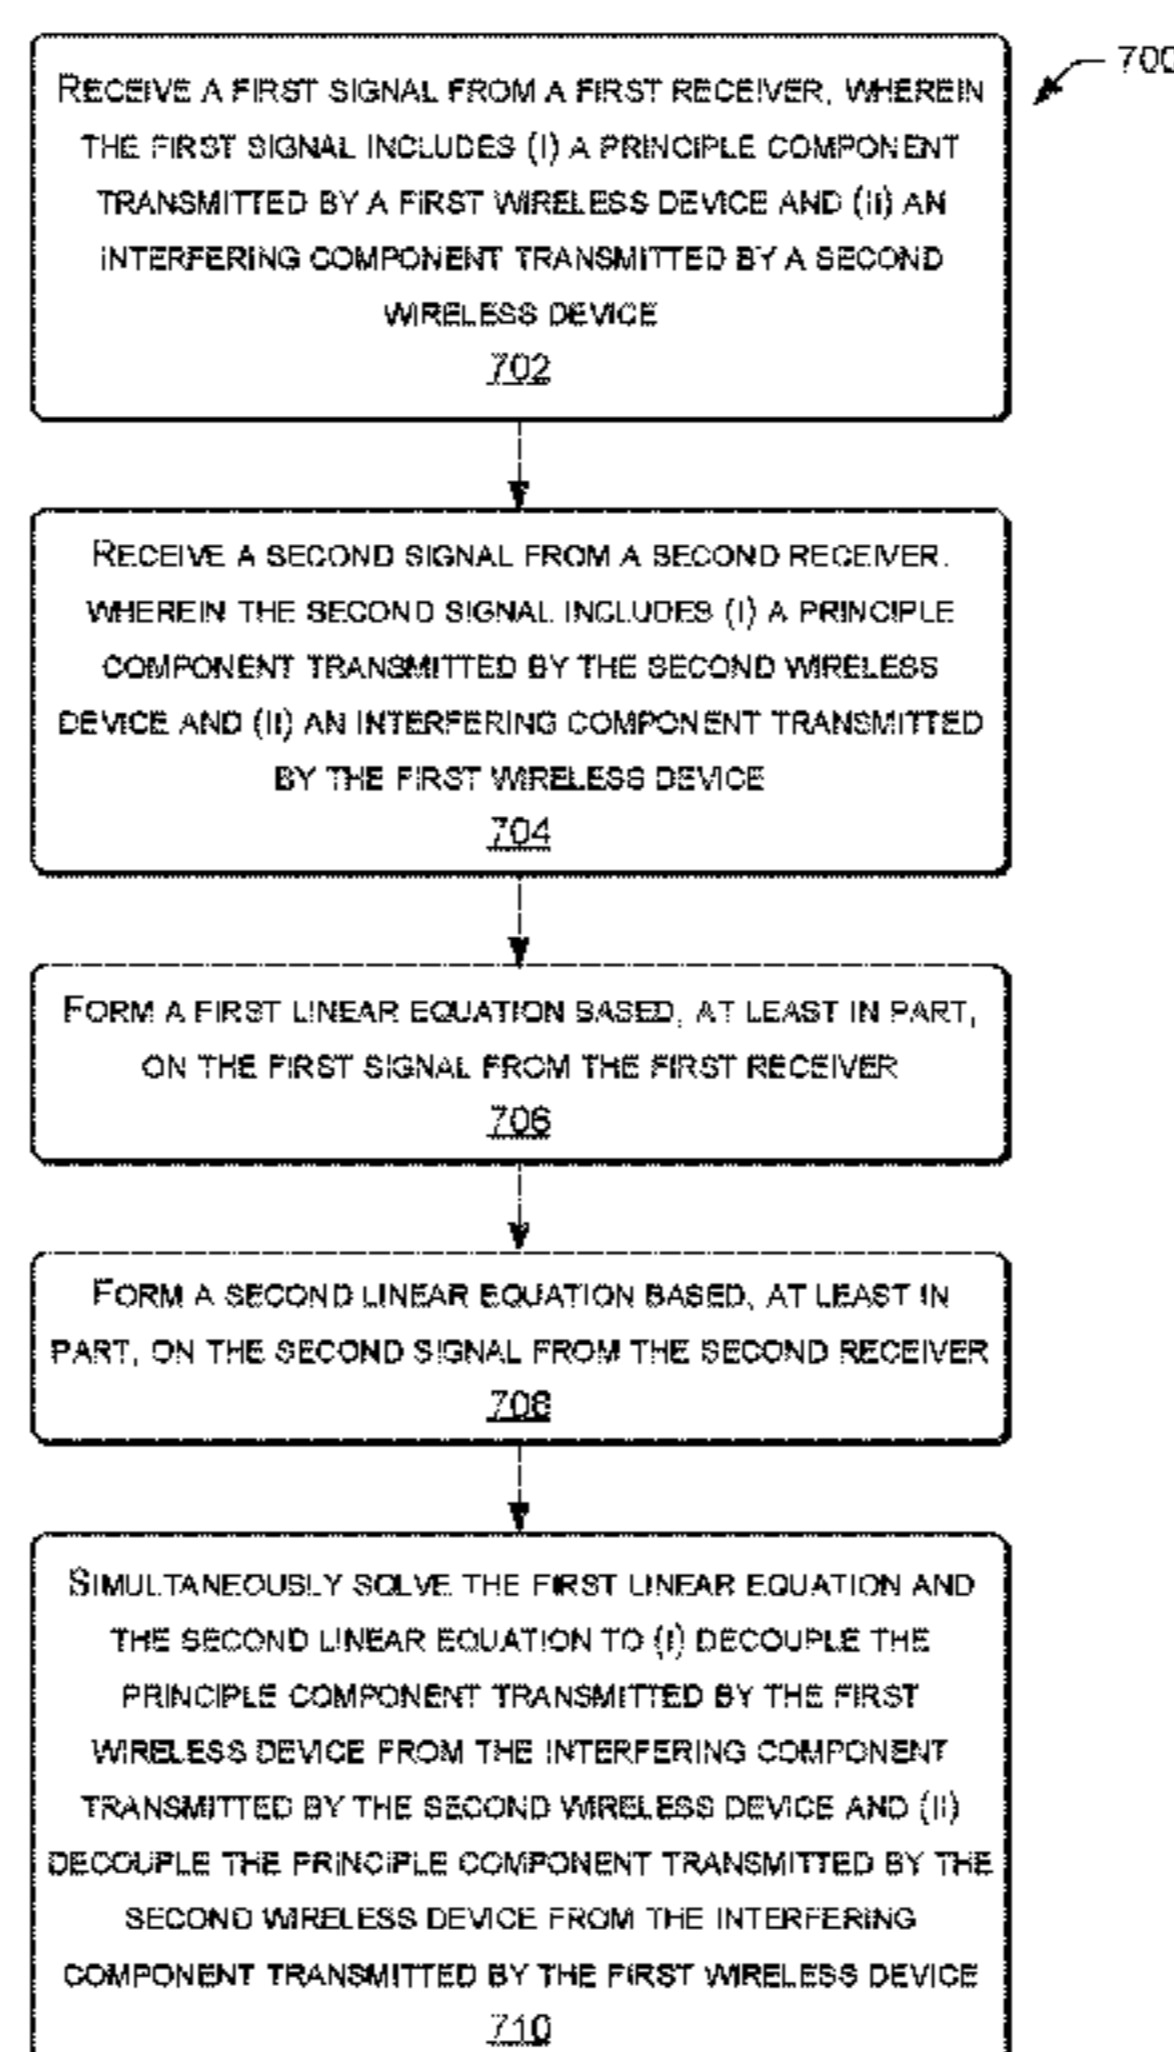 RECEIVE A FIRST SIGNAL FROM A FIRST RECEIVER, WHEREIN
700
THE FIRST SIGNAL INCLUDES (I) A PRINCIPLE COMPONENT
TRANSMITTED BY A FIRST WIRELESS DEVICE AND (II) AN
INTERFERING COMPONENT TRANSMITTED BY A SECOND
WIRELESS DEVICE
702
RECEIVE A SECOND SIGNAL FROM A SECOND RECEIVER,
WHEREIN THE SECOND SIGNAL INCLUDES (I) A PRINCIPLE
COMPONENT TRANSMITTED BY THE SECOND WIRELESS
DEVICE AND (II) AN INTERFERING COMPONENT TRANSMITTED
BY THE FIRST WIRELESS DEVICE
704
FORM A FIRST LINEAR EQUATION BASED, AT LEAST IN PART,
ON THE FIRST SIGNAL FROM THE FIRST RECEIVER
706
FORM A SECOND LINEAR EQUATION BASED, AT LEAST IN
PART, ON THE SECOND SIGNAL FROM THE SECOND RECEIVER
708
SIMULTANEOUSLY SOLVE THE FIRST LINEAR EQUATION AND
THE SECOND LINEAR EQUATION TO (I) DECOUPLE THE
PRINCIPLE COMPONENT TRANSMITTED BY THE FIRST
WIRELESS DEVICE FROM THE INTERFERING COMPONENT
TRANSMITTED BY THE SECOND WIRELESS DEVICE AND (II)
DECOUPLE THE PRINCIPLE COMPONENT TRANSMITTED BY THE
SECOND WIRELESS DEVICE FROM THE INTERFERING
COMPONENT TRANSMITTED BY THE FIRST WIRELESS DEVICE
710